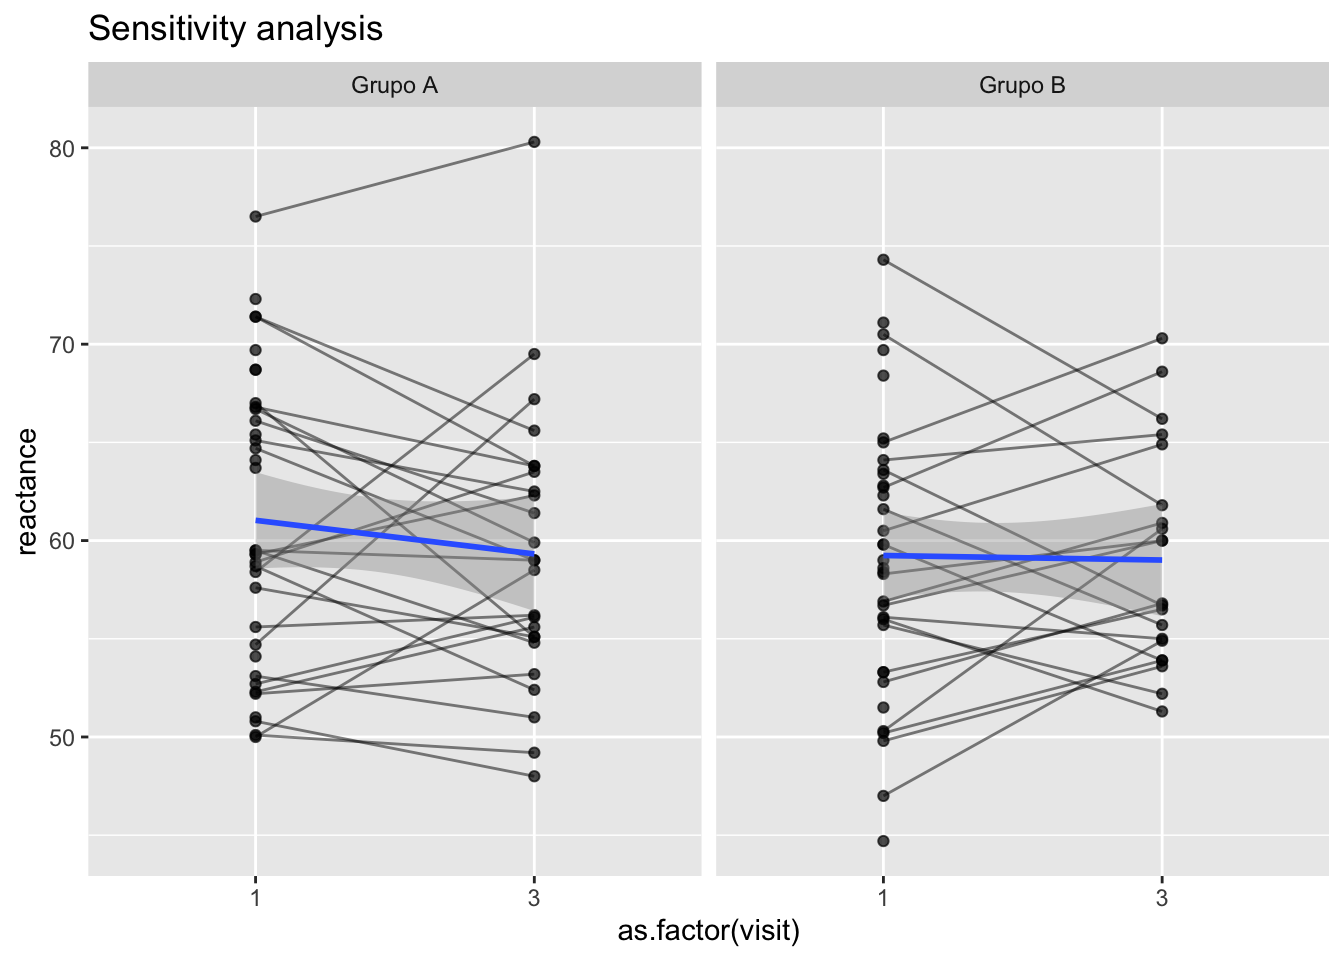 Sensitivity analysis
Grupo A
Grupo B
80
70
60
50
reactance
1
3
1
3
as.factor(visit)